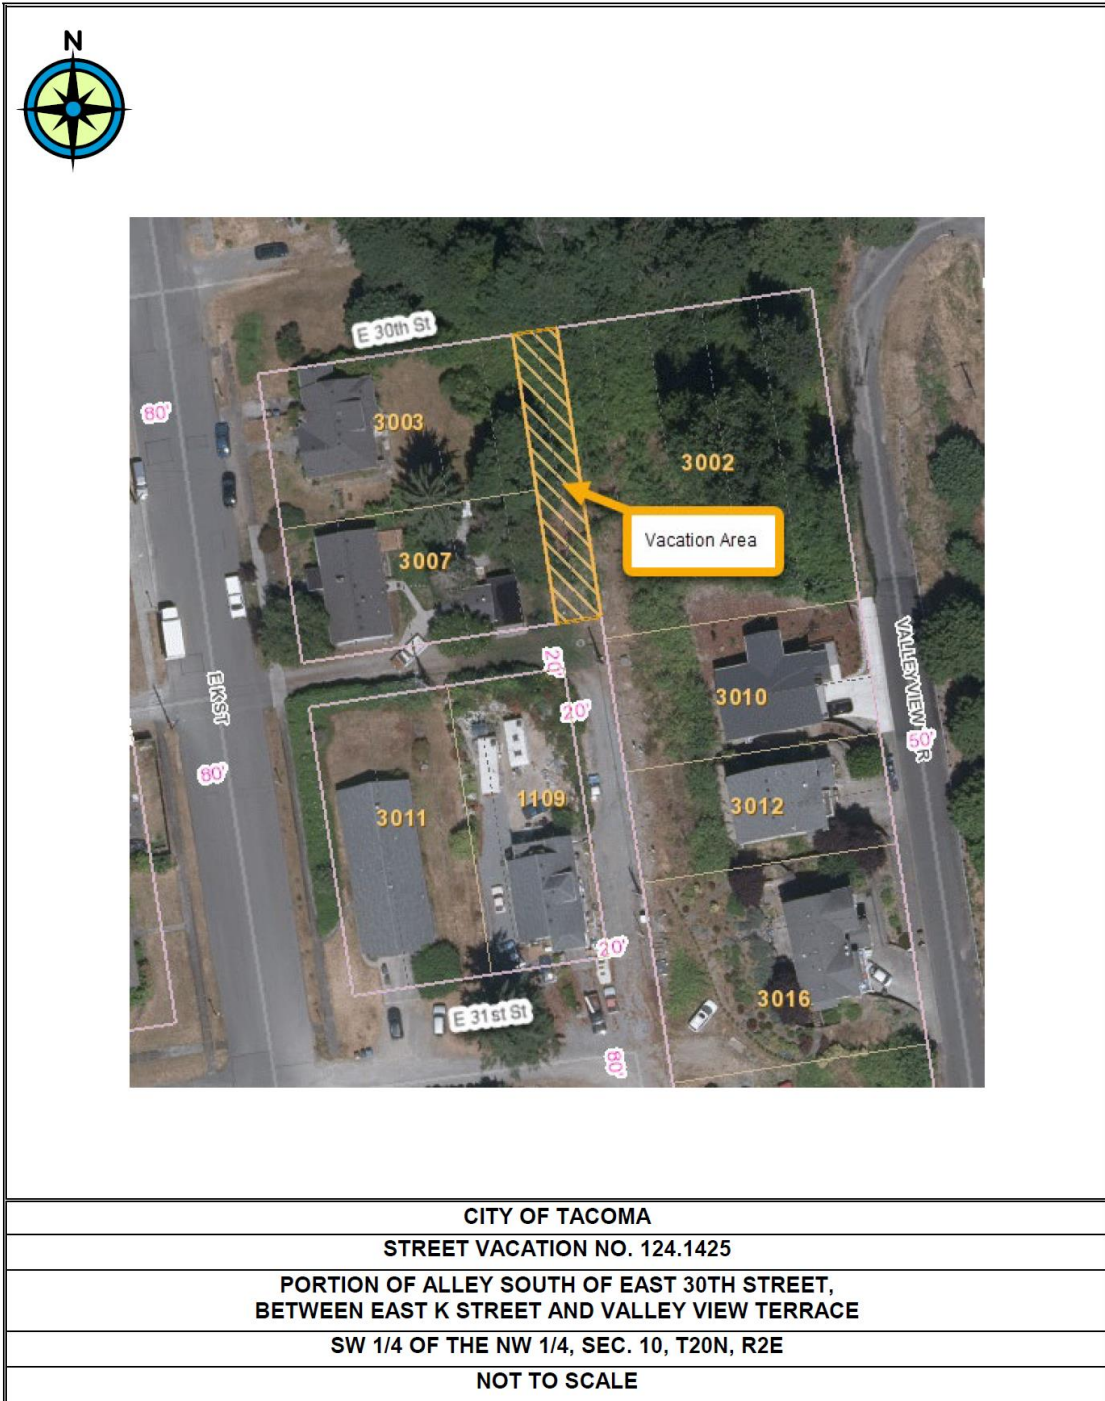 N
E 30th St
80'
3003
3002
Vacation Area
3007
20'
20'
E K ST
3010
VALLEY VIEW
50'
80'
3011
1109
3012
20'
3016
E 31st St
80'
CITY OF TACOMA
STREET VACATION NO. 124.1425
PORTION OF ALLEY SOUTH OF EAST 30TH STREET,
BETWEEN EAST K STREET AND VALLEY VIEW TERRACE
SW 1/4 OF THE NW 1/4, SEC. 10, T20N, R2E
NOT TO SCALE